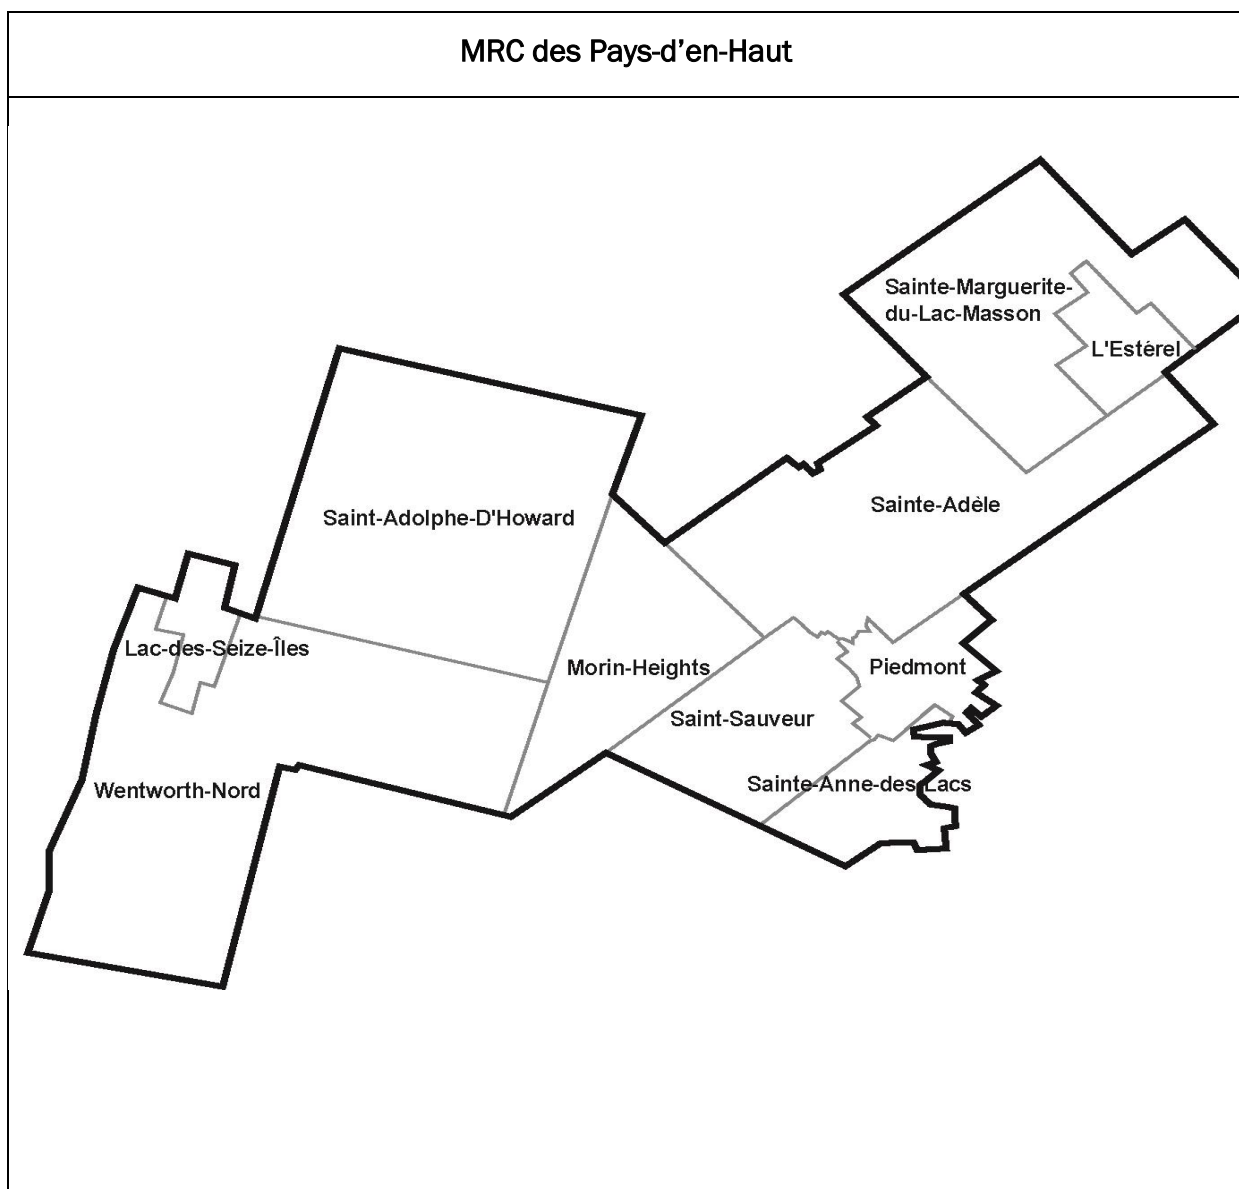 MRC des Pays-d'en-Haut
Sainte-Marguerite-
du-Lac-Masson
L'Estérel
Sainte-Adèle
Saint-Adolphe-D'Howard
Lac-des-Seize-Îles
Morin-Heights
Piedmont
Saint-Sauveur
Sainte-Anne-des-Lacs
Wentworth-Nord